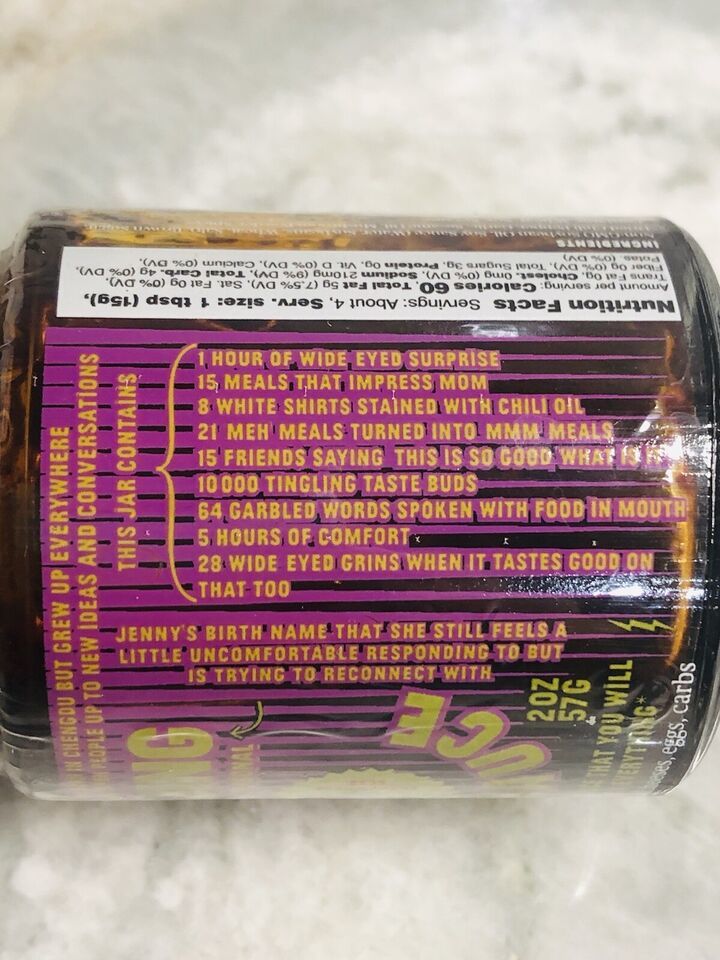 INGREDIENTS
Nutrition Facts Servings: About 4, Serv. size: 1 tbsp (15g),
Amount per serving: Calories 60, Total Fat 5g (7.5% DV), Sat. Fat 0g (0% DV),
Trans Fat 0g, Cholest. 0mg (0% DV), Sodium 210mg (9% DV), Total Carb. 4g (0% DV),
Fiber 0g (0% DV), Total Sugars 3g, Protein 0g, Vit. D (0% DV), Calcium (0% DV),
Potas (0% DV)
IN CHENGDU BUT GREW UP EVERYWHERE
PEOPLE UP TO NEW IDEAS AND CONVERSATIONS
THIS JAR CONTAINS
1 HOUR OF WIDE EYED SURPRISE
15 MEALS THAT IMPRESS MOM
8 WHITE SHIRTS STAINED WITH CHILI OIL
21 'MEH' MEALS TURNED INTO MMM MEALS
15 FRIENDS SAYING THIS IS SO GOOD WHAT IS
10 000 TINGLING TASTE BUDS
64 GARBLED WORDS SPOKEN WITH FOOD IN MOUTH
5 HOURS OF COMFORT
28 WIDE EYED GRINS WHEN IT TASTES GOOD ON
THAT TOO
JENNY'S BIRTH NAME THAT SHE STILL FEELS A
LITTLE UNCOMFORTABLE RESPONDING TO BUT
IS TRYING TO RECONNECT WITH
2 OZ
57G
THAT YOU WILL
eggs, carbs